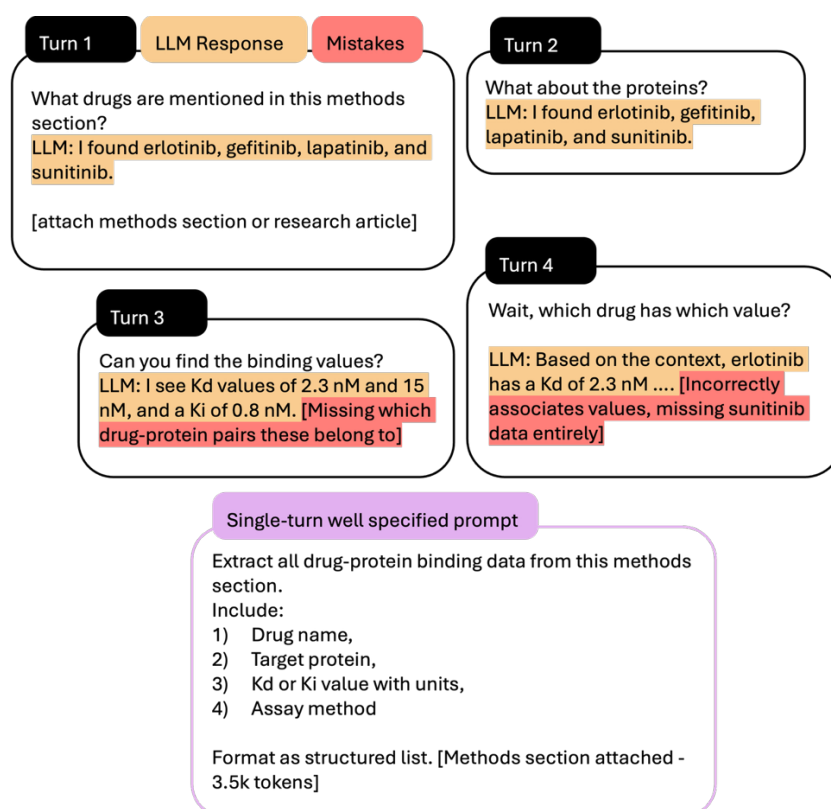 Turn 1
LLM Response
Mistakes
What drugs are mentioned in this methods
section?
LLM: I found erlotinib, gefitinib, lapatinib, and
sunitinib.
[attach methods section or research article]
Turn 2
What about the proteins?
LLM: I found erlotinib, gefitinib,
lapatinib, and sunitinib.
Turn 3
Can you find the binding values?
LLM: I see Kd values of 2.3 nM and 15
nM, and a Ki of 0.8 nM. [Missing which
drug-protein pairs these belong to]
Turn 4
Wait, which drug has which value?
LLM: Based on the context, erlotinib
has a Kd of 2.3 nM .... [Incorrectly
associates values, missing sunitinib
data entirely]
Single-turn well specified prompt
Extract all drug-protein binding data from this methods
section.
Include:
1) Drug name,
2) Target protein,
3) Kd or Ki value with units,
4) Assay method
Format as structured list. [Methods section attached -
3.5k tokens]